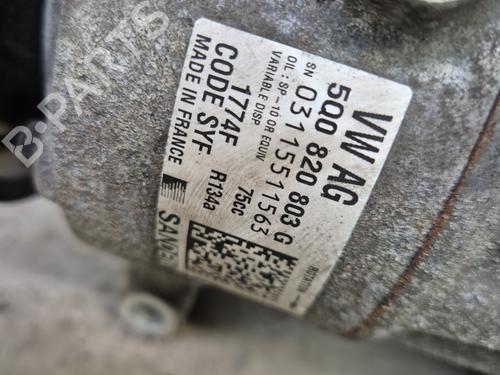 VW AG
5Q0 820 803 G
SN 0311551563
OIL : SP-10 OR EQUIV 75cc
VARIABLE DISP
1774F R134a
CODE SYF
MADE IN FRANCE
B-PARTS